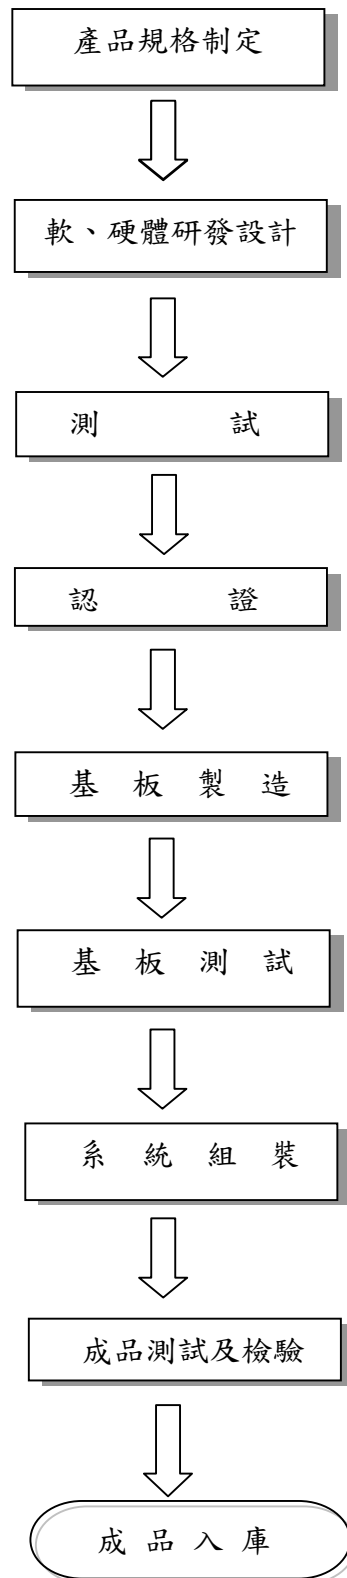 產品規格制定
軟、硬體研發設計
測試
認證
基板製造
基板測試
系統組裝
成品測試及檢驗
成品入庫